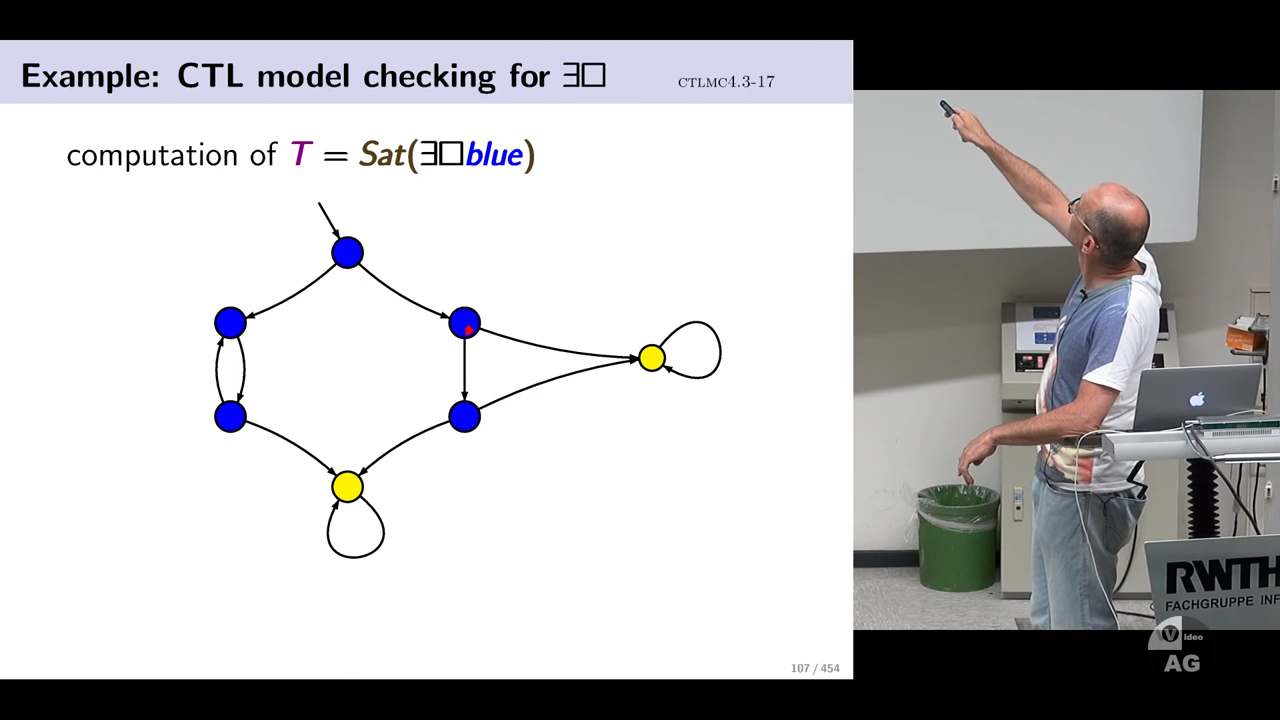 Example: CTL model checking for ∃□ CTLMC4.3-17
computation of T = Sat(∃□blue)
107 / 454
RWTH
FACHGRUPPE INF
Video
AG